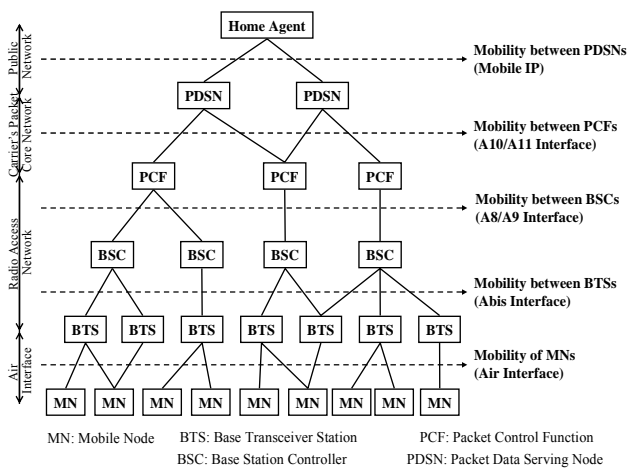 Home Agent
Public
Network
Mobility between PDSNs
(Mobile IP)
PDSN PDSN
Carrier's Packet
Core Network
Mobility between PCFs
(A10/A11 Interface)
PCF PCF PCF
Radio Access
Network
Mobility between BSCs
(A8/A9 Interface)
BSC BSC BSC BSC
Mobility between BTSs
(Abis Interface)
BTS BTS BTS BTS BTS BTS BTS
Air
Interface
Mobility of MNs
(Air Interface)
MN MN MN MN MN MN MN MN MN
MN: Mobile Node BTS: Base Transceiver Station PCF: Packet Control Function
BSC: Base Station Controller PDSN: Packet Data Serving Node